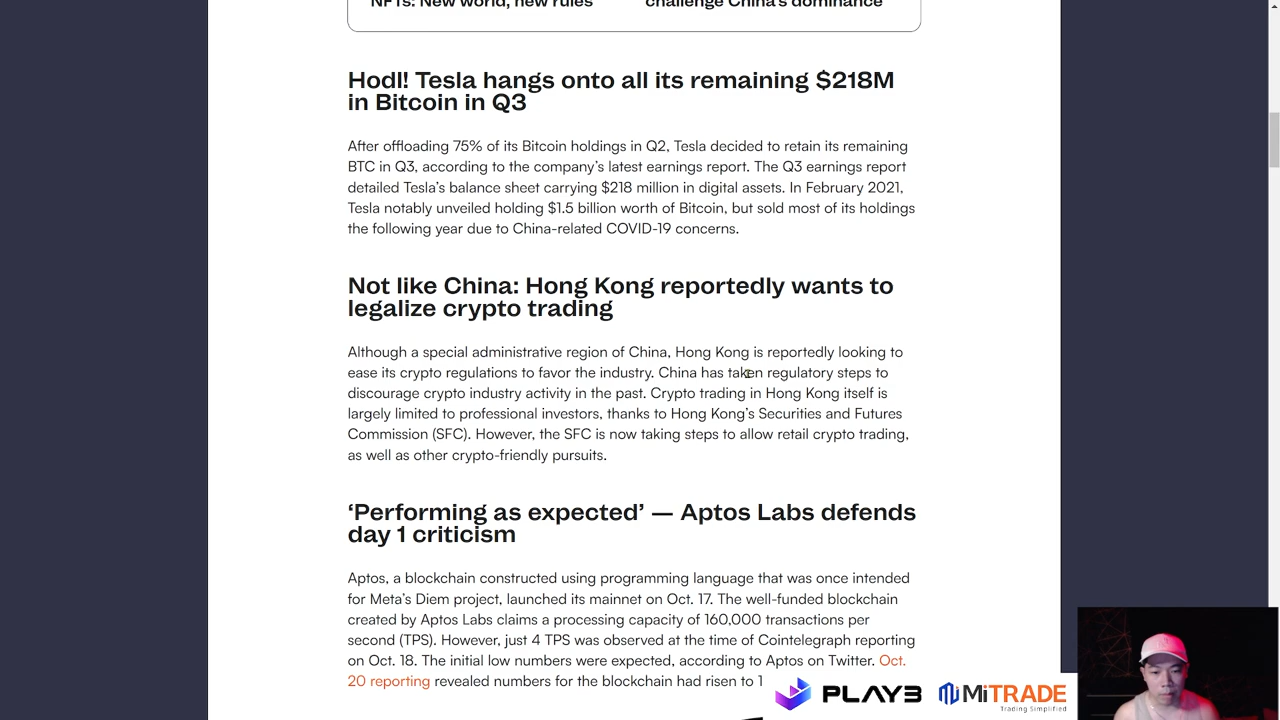 NFTs: New world, new rules
challenge China's dominance
Hodl! Tesla hangs onto all its remaining $218M
in Bitcoin in Q3
After offloading 75% of its Bitcoin holdings in Q2, Tesla decided to retain its remaining
BTC in Q3, according to the company's latest earnings report. The Q3 earnings report
detailed Tesla's balance sheet carrying $218 million in digital assets. In February 2021,
Tesla notably unveiled holding $1.5 billion worth of Bitcoin, but sold most of its holdings
the following year due to China-related COVID-19 concerns.
Not like China: Hong Kong reportedly wants to
legalize crypto trading
Although a special administrative region of China, Hong Kong is reportedly looking to
ease its crypto regulations to favor the industry. China has taken regulatory steps to
discourage crypto industry activity in the past. Crypto trading in Hong Kong itself is
largely limited to professional investors, thanks to Hong Kong's Securities and Futures
Commission (SFC). However, the SFC is now taking steps to allow retail crypto trading,
as well as other crypto-friendly pursuits.
‘Performing as expected’ — Aptos Labs defends
day 1 criticism
Aptos, a blockchain constructed using programming language that was once intended
for Meta's Diem project, launched its mainnet on Oct. 17. The well-funded blockchain
created by Aptos Labs claims a processing capacity of 160,000 transactions per
second (TPS). However, just 4 TPS was observed at the time of Cointelegraph reporting
on Oct. 18. The initial low numbers were expected, according to Aptos on Twitter. Oct.
20 reporting revealed numbers for the blockchain had risen to 1
PLAY3
MiTRADE
Trading Simplified